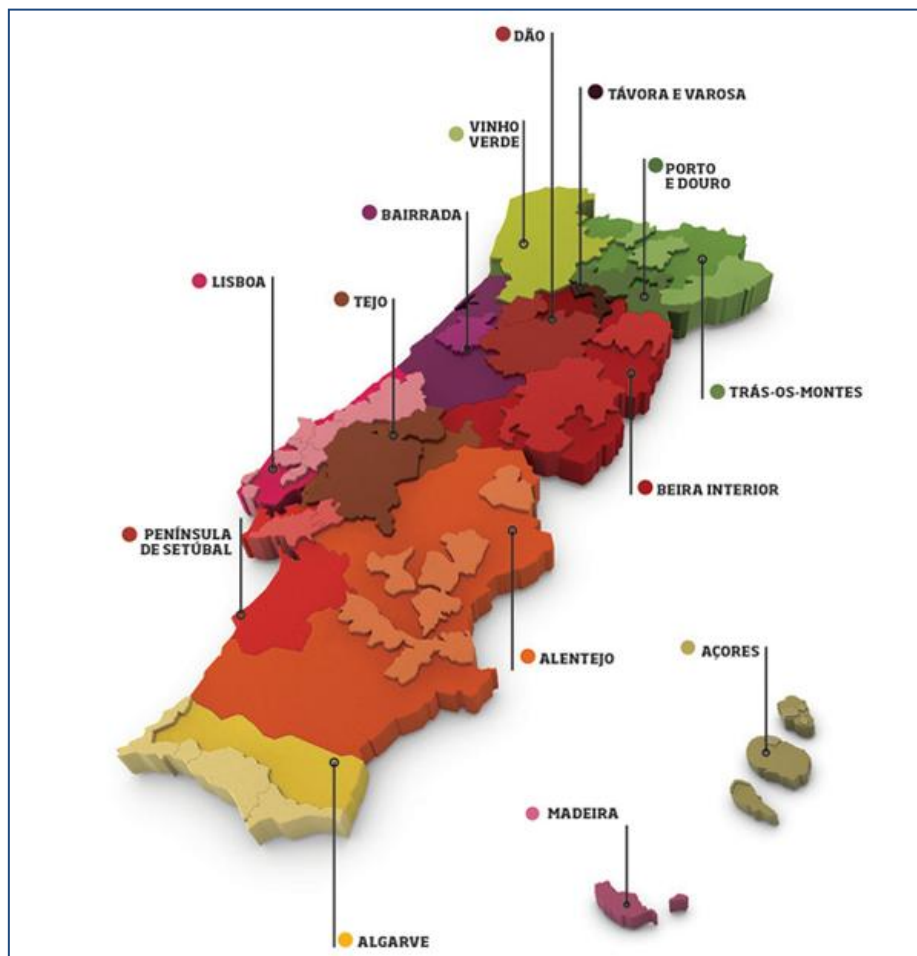 DÃO
TÁVORA E VAROSA
VINHO
VERDE
PORTO
E DOURO
BAIRRADA
LISBOA
TEJO
TRÁS-OS-MONTES
BEIRA INTERIOR
PENÍNSULA
DE SETÚBAL
ALENTEJO
AÇORES
MADEIRA
ALGARVE